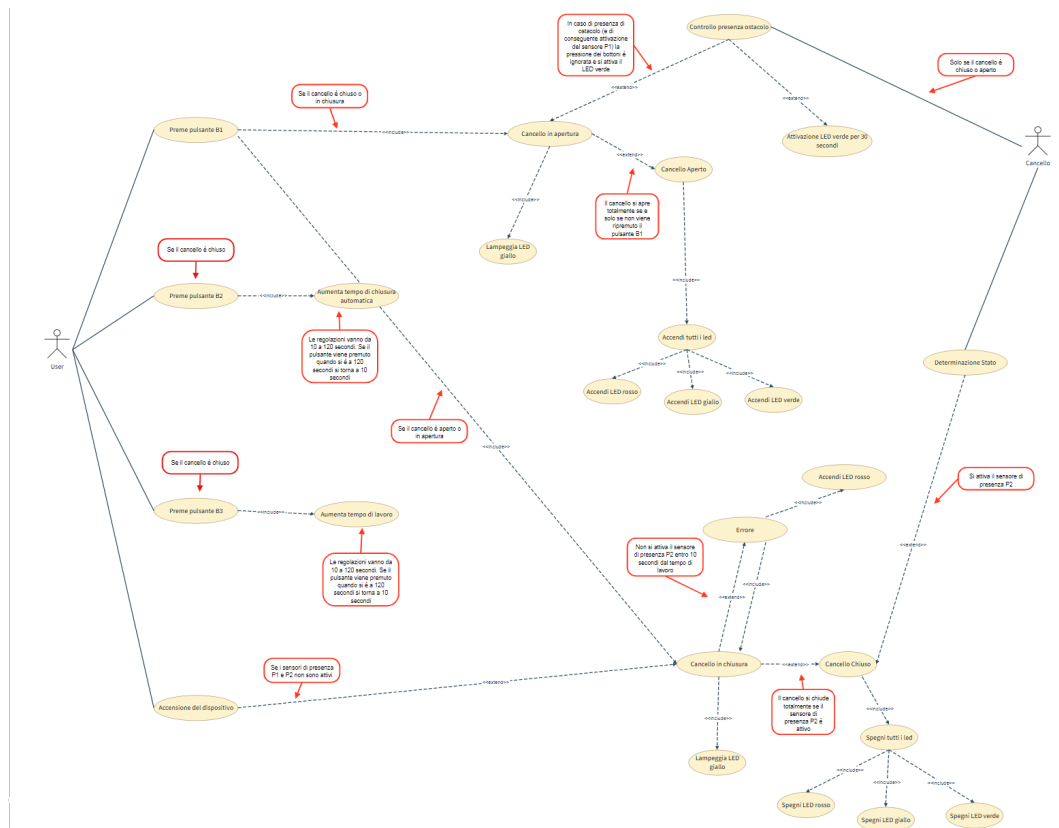 In caso di presenza di
ostacolo (e di
conseguente attivazione
del sensore P1) la
pressione dei bottoni é
ignorata e si attiva il
LED verde
Controllo presenza ostacolo
Solo se il cancello é
chiuso o aperto
Se il cancello é chiuso o
in chiusura
<<extend>>
<<extend>>
Preme pulsante B1
<<include>>
Cancello in apertura
Attivazione LED verde per 30
secondi
Cancello
<<extend>>
Cancello Aperto
<<include>>
Il cancello si apre
totalmente se e
solo se non viene
ripremuto il
pulsante B1
Se il cancello é chiuso
Lampeggia LED
giallo
<<include>>
Preme pulsante B2
<<include>>
Aumenta tempo di chiusura
automatica
User
Le regolazioni vanno da
10 a 120 secondi. Se il
pulsante viene premuto
quando si é a 120
secondi si torna a 10
secondi
Accendi tutti i led
<<include>>
<<include>>
<<include>>
Determinazione Stato
Accendi LED rosso
Accendi LED giallo
Accendi LED verde
Se il cancello é aperto o
in apertura
Se il cancello é chiuso
<<include>>
Accendi LED rosso
Si attiva il sensore di
presenza P2
Preme pulsante B3
<<include>>
Aumenta tempo di lavoro
<<include>>
Errore
Non si attiva il sensore
di presenza P2 entro 10
secondi dal tempo di
lavoro
<<extend>>
Le regolazioni vanno da
10 a 120 secondi. Se il
pulsante viene premuto
quando si é a 120
secondi si torna a 10
secondi
<<include>>
<<extend>>
Se i sensori di presenza
P1 e P2 non sono attivi
Cancello in chiusura
<<extend>>
Cancello Chiuso
<<extend>>
Il cancello si chiude
totalmente se il
sensore di
presenza P2 é
attivo
Accensione del dispositivo
<<include>>
<<include>>
Spegni tutti i led
Lampeggia LED
giallo
<<include>>
<<include>>
<<include>>
Spegni LED rosso
Spegni LED giallo
Spegni LED verde